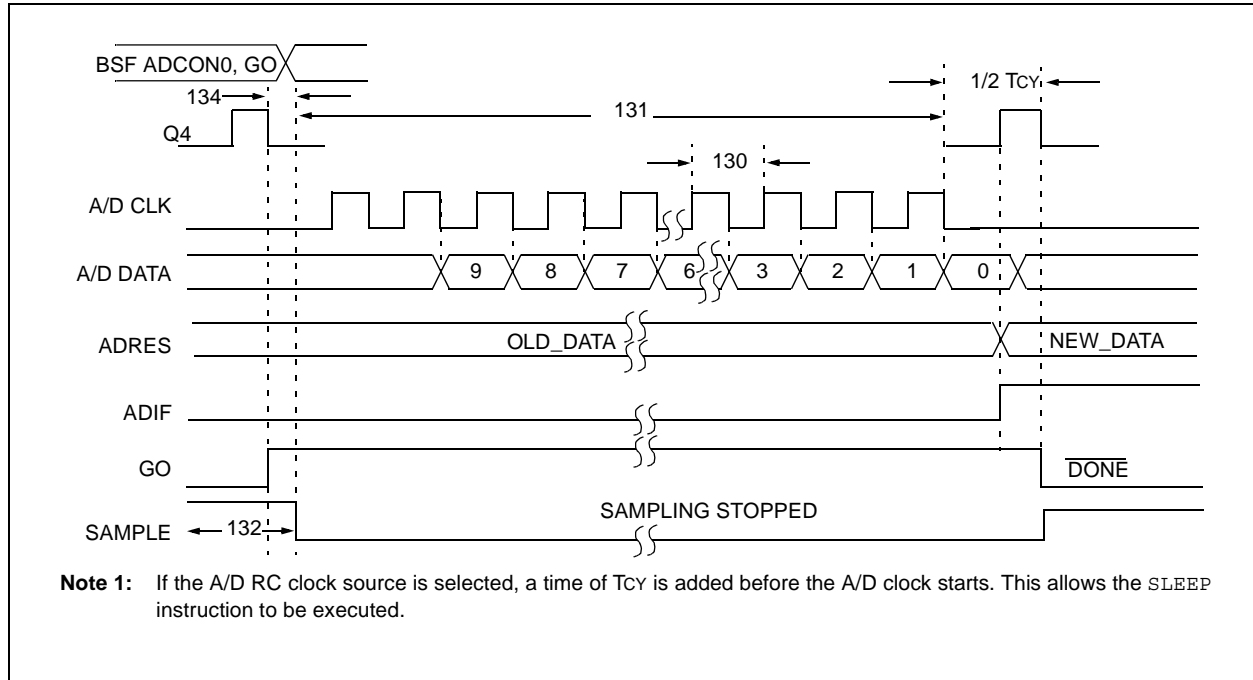 BSF ADCON0, GO
134
131
1/2 TCY
Q4
130
A/D CLK
A/D DATA
9 8 7 6 3 2 1 0
ADRES
OLD_DATA
NEW_DATA
ADIF
GO
DONE
SAMPLE
132
SAMPLING STOPPED
Note 1: If the A/D RC clock source is selected, a time of TCY is added before the A/D clock starts. This allows the SLEEP
instruction to be executed.